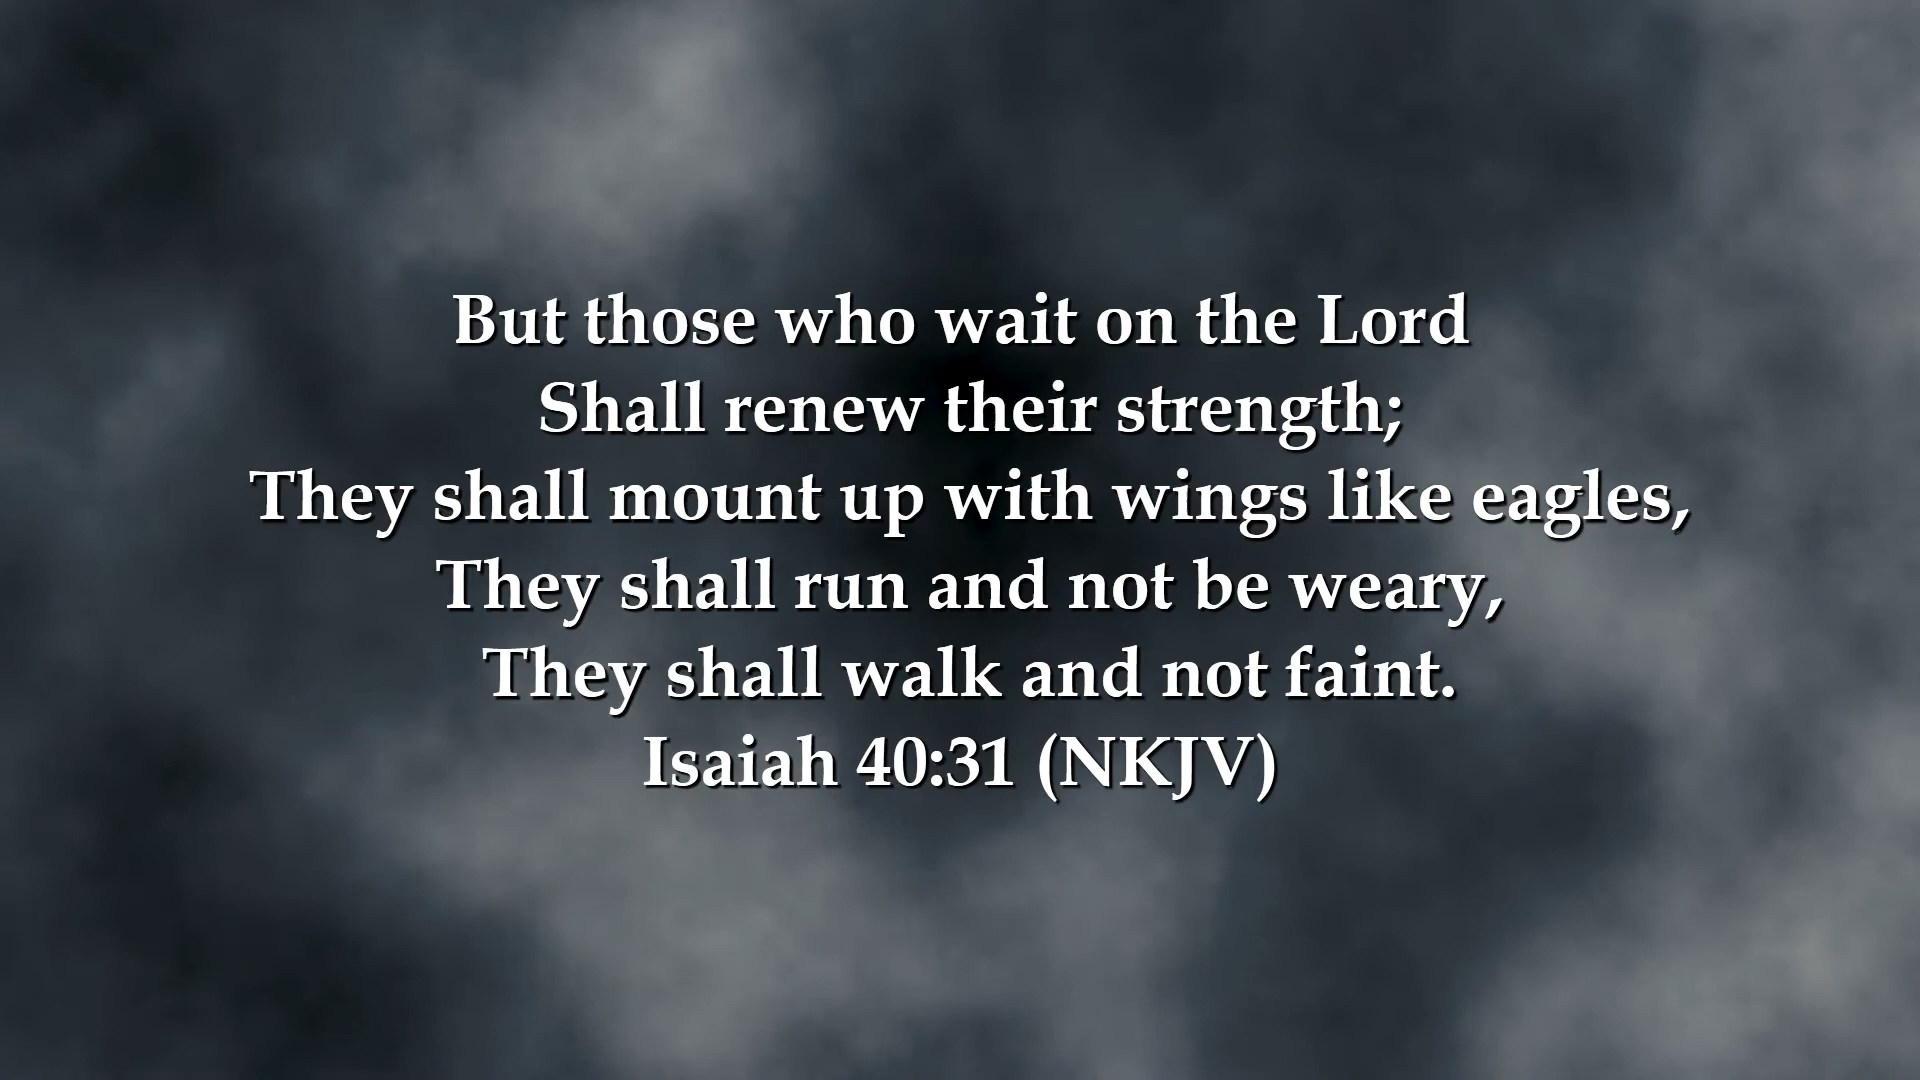 But those who wait on the Lord
Shall renew their strength;
They shall mount up with wings like eagles,
They shall run and not be weary,
They shall walk and not faint.
Isaiah 40:31 (NKJV)